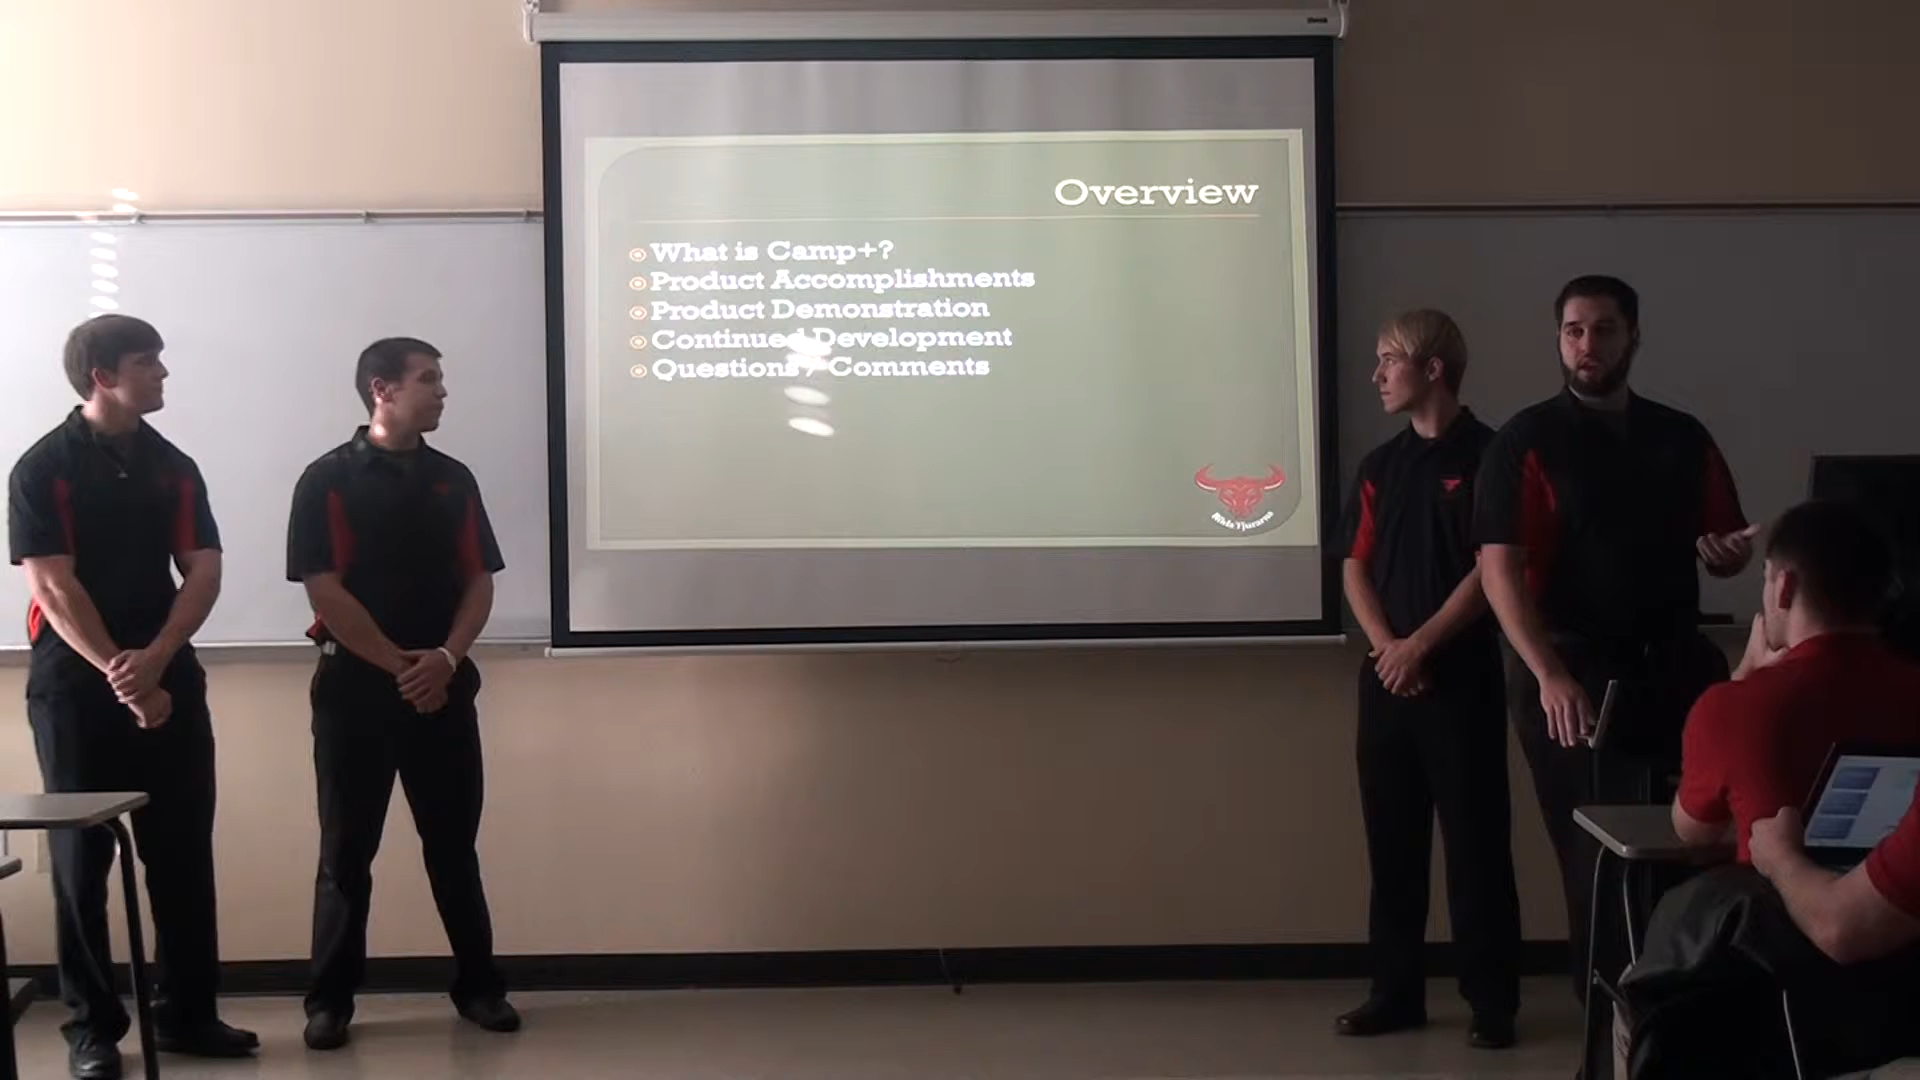 Overview
What is Camp+?
Product Accomplishments
Product Demonstration
Continued Development
Questions / Comments